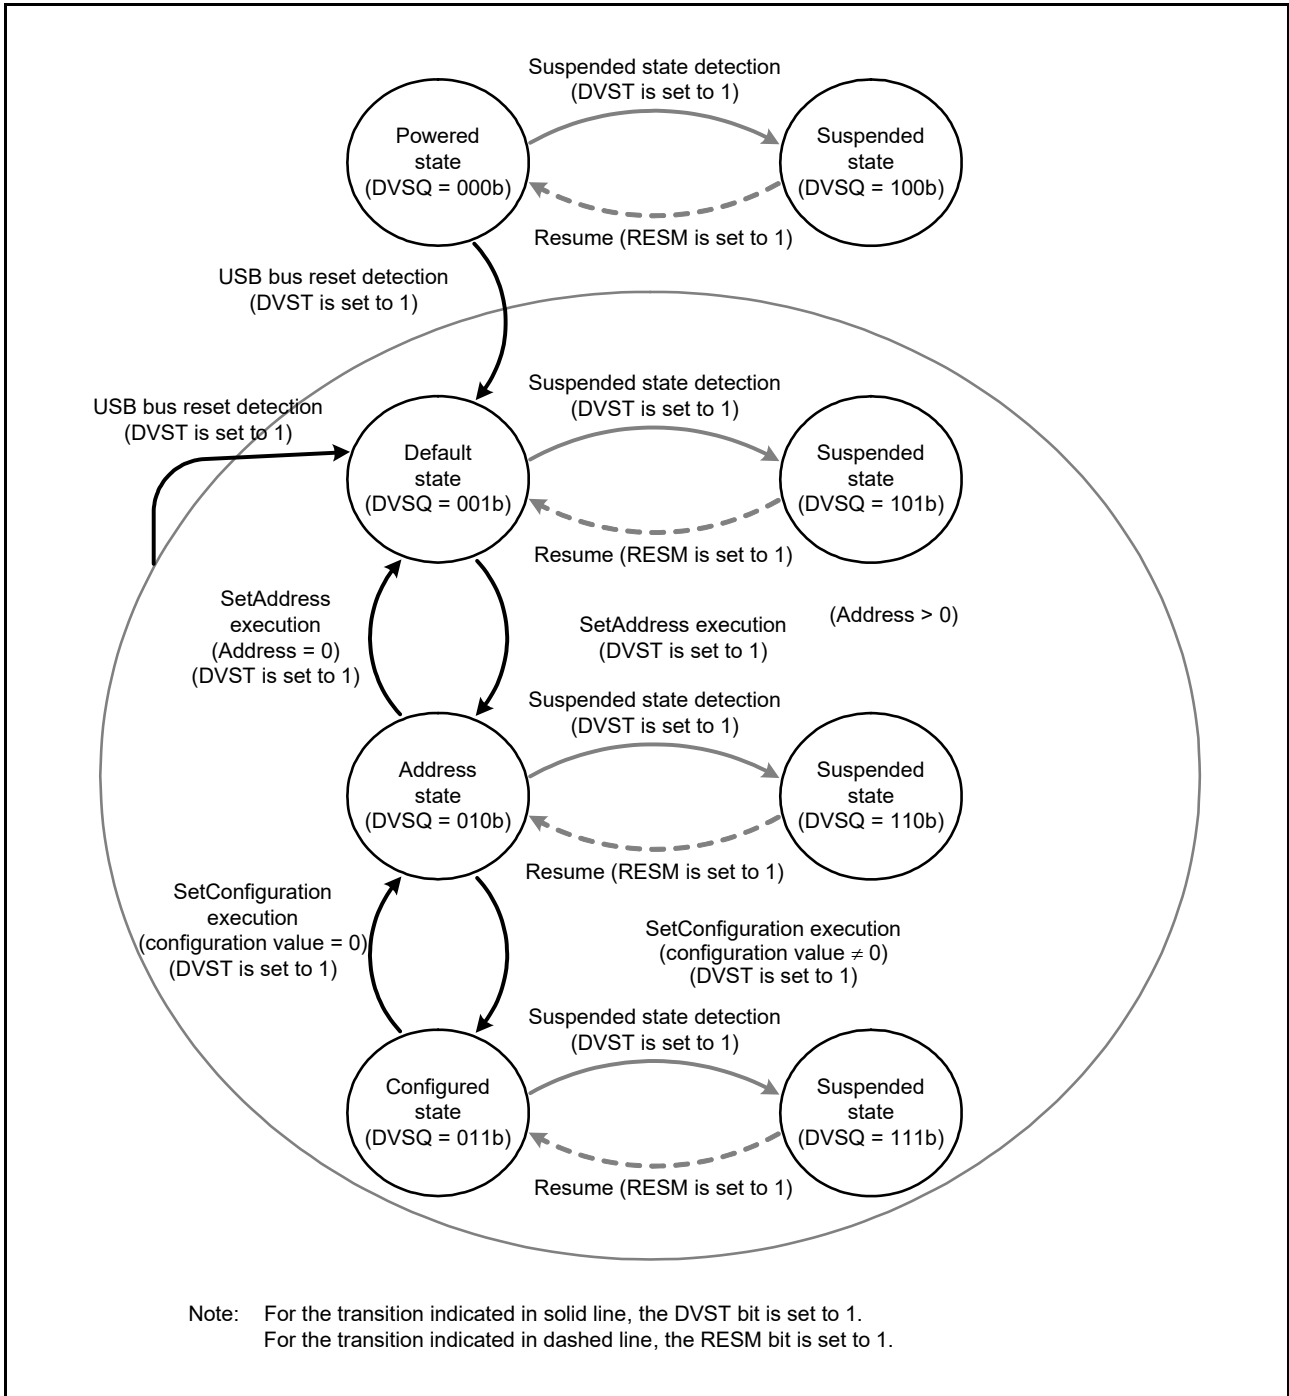 Suspended state detection
(DVST is set to 1)
Powered
state
(DVSQ = 000b)
Suspended
state
(DVSQ = 100b)
Resume (RESM is set to 1)
USB bus reset detection
(DVST is set to 1)
USB bus reset detection
(DVST is set to 1)
Suspended state detection
(DVST is set to 1)
Default
state
(DVSQ = 001b)
Suspended
state
(DVSQ = 101b)
Resume (RESM is set to 1)
SetAddress
execution
(Address = 0)
(DVST is set to 1)
SetAddress execution
(DVST is set to 1)
(Address > 0)
Suspended state detection
(DVST is set to 1)
Address
state
(DVSQ = 010b)
Suspended
state
(DVSQ = 110b)
Resume (RESM is set to 1)
SetConfiguration
execution
(configuration value = 0)
(DVST is set to 1)
SetConfiguration execution
(configuration value ≠ 0)
(DVST is set to 1)
Suspended state detection
(DVST is set to 1)
Configured
state
(DVSQ = 011b)
Suspended
state
(DVSQ = 111b)
Resume (RESM is set to 1)
Note: For the transition indicated in solid line, the DVST bit is set to 1.
For the transition indicated in dashed line, the RESM bit is set to 1.